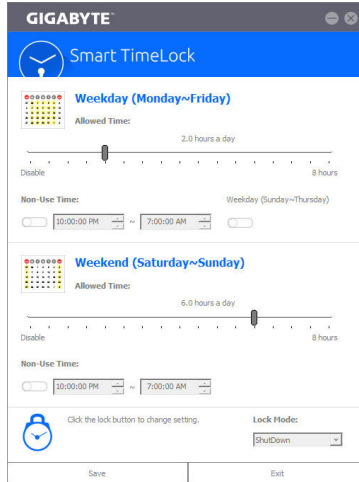 GIGABYTE™
Smart TimeLock
Weekday (Monday~Friday)
Allowed Time:
2.0 hours a day
Disable 8 hours
Non-Use Time: Weekday (Sunday~Thursday)
10:00:00 PM ~ 7:00:00 AM
Weekend (Saturday~Sunday)
Allowed Time:
6.0 hours a day
Disable 8 hours
Non-Use Time:
10:00:00 PM ~ 7:00:00 AM
Click the lock button to change setting. Lock Mode:
ShutDown
Save Exit